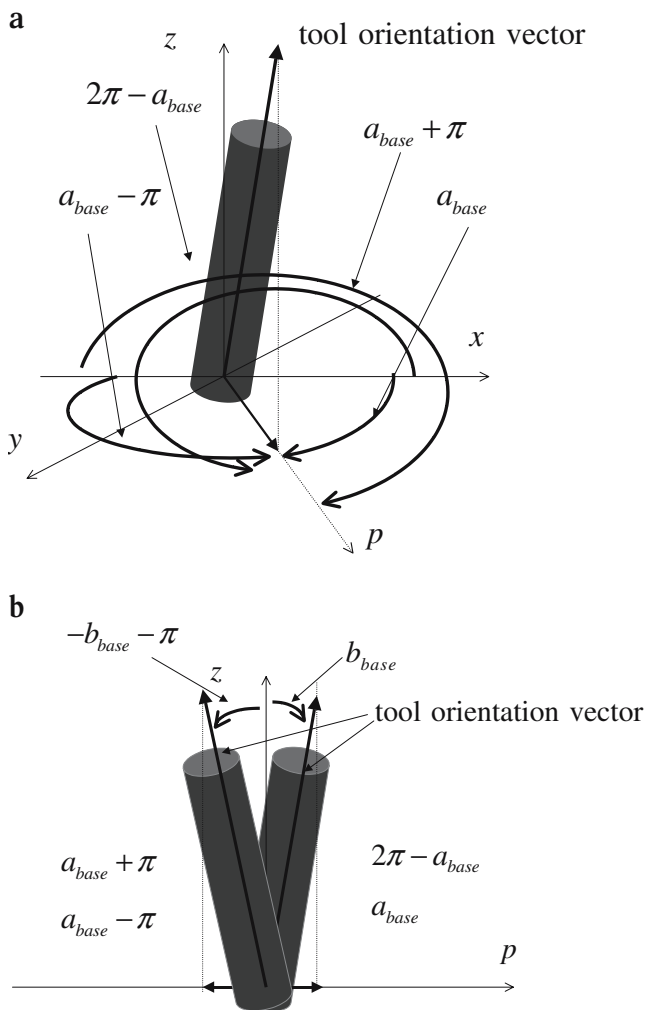 a
z
tool orientation vector
2π − a_base
a_base + π
a_base − π
a_base
x
y
p
b
−b_base − π
z
b_base
tool orientation vector
a_base + π
2π − a_base
a_base − π
a_base
p